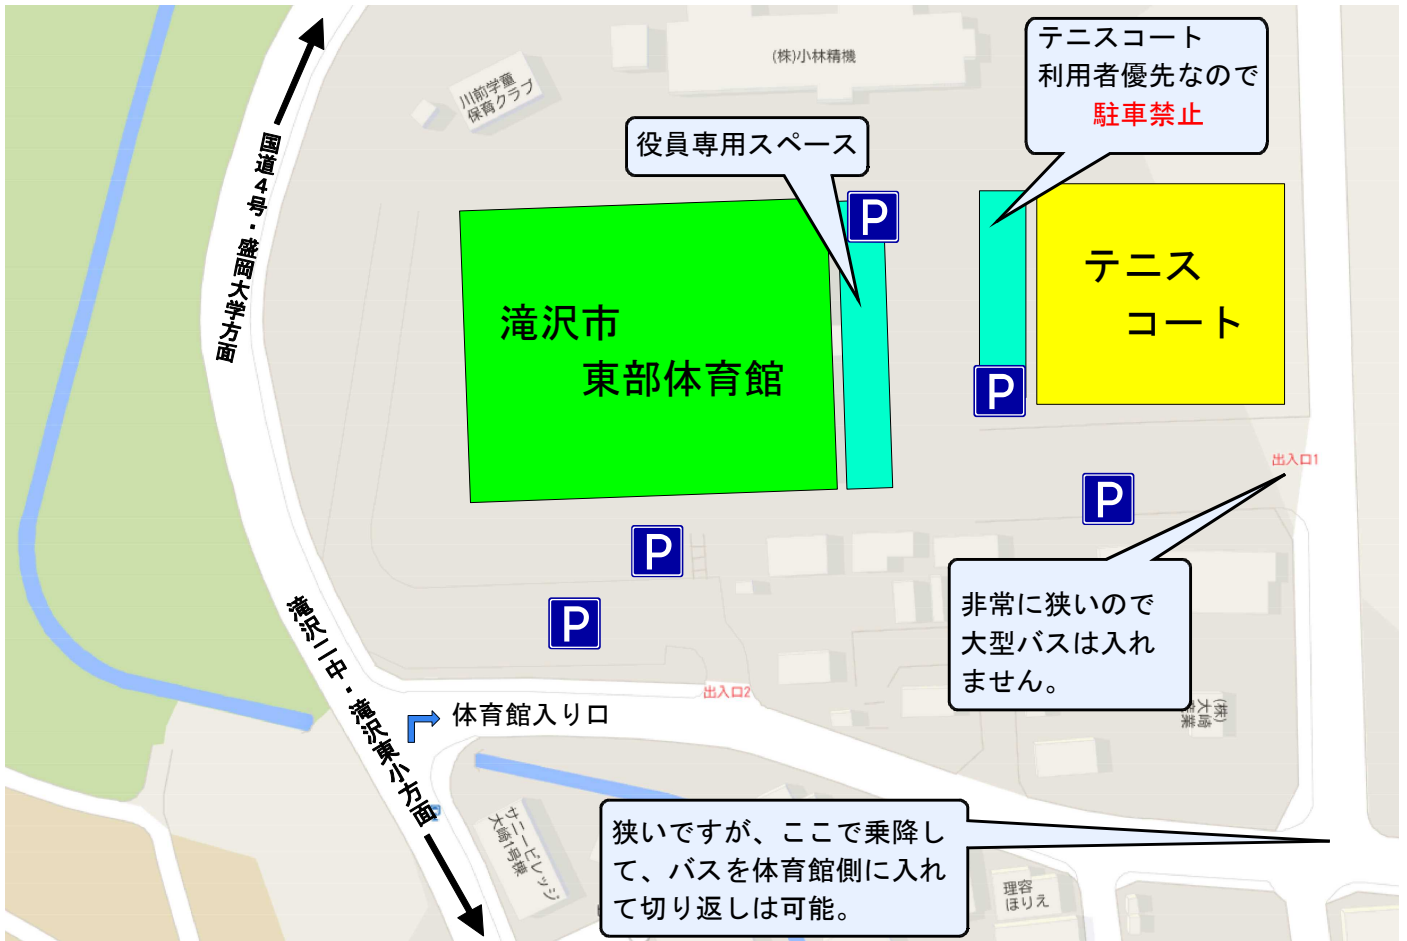 (株)小林精機
川前学童
保育クラブ
テニスコート
利用者優先なので
駐車禁止
役員専用スペース
国道4号・盛岡大学方面
P
P
滝沢市
東部体育館
テニス
コート
P
P
P
P
出入口1
非常に狭いので
大型バスは入れ
ません。
滝沢二中・滝沢東小方面
出入口2
体育館入り口
(株)
大崎
産業
サニービレッジ
大崎1号棟
狭いですが、ここで乗降し
て、バスを体育館側に入れ
て切り返しは可能。
理容
ほりえ